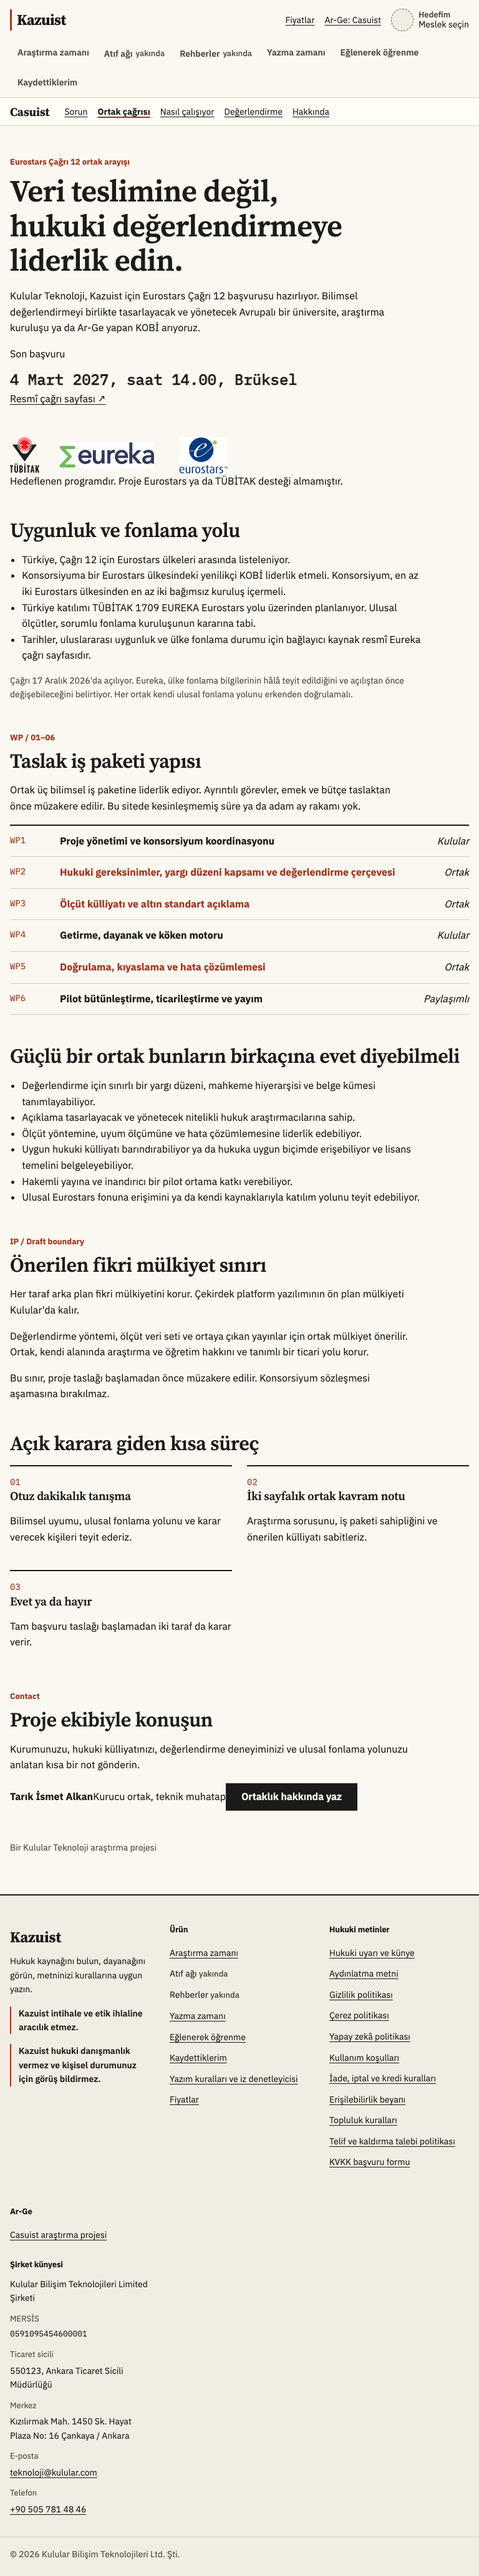 Kazuist
Fiyatlar
Ar-Ge: Casuist
Hedefim
Meslek seçin
Araştırma zamanı
Atıf ağı yakında
Rehberler yakında
Yazma zamanı
Eğlenerek öğrenme
Kaydettiklerim
Casuist
Sorun
Ortak çağrısı
Nasıl çalışıyor
Değerlendirme
Hakkında
Eurostars Çağrı 12 ortak arayışı
Veri teslimine değil,
hukuki değerlendirmeye
liderlik edin.
Kulular Teknoloji, Kazuist için Eurostars Çağrı 12 başvurusu hazırlıyor. Bilimsel
değerlendirmeyi birlikte tasarlayacak ve yönetecek Avrupalı bir üniversite, araştırma
kuruluşu ya da Ar-Ge yapan KOBİ arıyoruz.
Son başvuru
4 Mart 2027, saat 14.00, Brüksel
Resmî çağrı sayfası ↗
TÜBİTAK
eureka
eurostars™
Hedeflenen programdır. Proje Eurostars ya da TÜBİTAK desteği almamıştır.
Uygunluk ve fonlama yolu
• Türkiye, Çağrı 12 için Eurostars ülkeleri arasında listeleniyor.
• Konsorsiyuma bir Eurostars ülkesindeki yenilikçi KOBİ liderlik etmeli. Konsorsiyum, en az
iki Eurostars ülkesinden en az iki bağımsız kuruluş içermeli.
• Türkiye katılımı TÜBİTAK 1709 EUREKA Eurostars yolu üzerinden planlanıyor. Ulusal
ölçütler, sorumlu fonlama kuruluşunun kararına tabi.
• Tarihler, uluslararası uygunluk ve ülke fonlama durumu için bağlayıcı kaynak resmî Eureka
çağrı sayfasıdır.
Çağrı 17 Aralık 2026'da açılıyor. Eureka, ülke fonlama bilgilerinin hâlâ teyit edildiğini ve açılıştan önce
değişebileceğini belirtiyor. Her ortak kendi ulusal fonlama yolunu erkenden doğrulamalı.
WP / 01–06
Taslak iş paketi yapısı
Ortak üç bilimsel iş paketine liderlik ediyor. Ayrıntılı görevler, emek ve bütçe taslaktan
önce müzakere edilir. Bu sitede kesinleşmemiş süre ya da adam ay rakamı yok.
WP1 Proje yönetimi ve konsorsiyum koordinasyonu Kulular
WP2 Hukuki gereksinimler, yargı düzeni kapsamı ve değerlendirme çerçevesi Ortak
WP3 Ölçüt külliyatı ve altın standart açıklama Ortak
WP4 Getirme, dayanak ve köken motoru Kulular
WP5 Doğrulama, kıyaslama ve hata çözümlemesi Ortak
WP6 Pilot bütünleştirme, ticarileştirme ve yayım Paylaşımlı
Güçlü bir ortak bunların birkaçına evet diyebilmeli
• Değerlendirme için sınırlı bir yargı düzeni, mahkeme hiyerarşisi ve belge kümesi
tanımlayabiliyor.
• Açıklama tasarlayacak ve yönetecek nitelikli hukuk araştırmacılarına sahip.
• Ölçüt yöntemine, uyum ölçümüne ve hata çözümlemesine liderlik edebiliyor.
• Uygun hukuki külliyatı barındırabiliyor ya da hukuka uygun biçimde erişebiliyor ve lisans
temelini belgeleyebiliyor.
• Hakemli yayına ve inandırıcı bir pilot ortama katkı verebiliyor.
• Ulusal Eurostars fonuna erişimini ya da kendi kaynaklarıyla katılım yolunu teyit edebiliyor.
IP / Draft boundary
Önerilen fikri mülkiyet sınırı
Her taraf arka plan fikri mülkiyetini korur. Çekirdek platform yazılımının ön plan mülkiyeti
Kulular'da kalır.
Değerlendirme yöntemi, ölçüt veri seti ve ortaya çıkan yayınlar için ortak mülkiyet önerilir.
Ortak, kendi alanında araştırma ve öğretim hakkını ve tanımlı bir ticari yolu korur.
Bu sınır, proje taslağı başlamadan önce müzakere edilir. Konsorsiyum sözleşmesi
aşamasına bırakılmaz.
Açık karara giden kısa süreç
01
Otuz dakikalık tanışma
Bilimsel uyumu, ulusal fonlama yolunu ve karar
verecek kişileri teyit ederiz.
02
İki sayfalık ortak kavram notu
Araştırma sorusunu, iş paketi sahipliğini ve
önerilen külliyatı sabitleriz.
03
Evet ya da hayır
Tam başvuru taslağı başlamadan iki taraf da karar
verir.
Contact
Proje ekibiyle konuşun
Kurumunuzu, hukuki külliyatınızı, değerlendirme deneyiminizi ve ulusal fonlama yolunuzu
anlatan kısa bir not gönderin.
Tarık İsmet AlkanKurucu ortak, teknik muhatap
Ortaklık hakkında yaz
Bir Kulular Teknoloji araştırma projesi
Kazuist
Hukuk kaynağını bulun, dayanağını
görün, metninizi kurallarına uygun
yazın.
Kazuist intihale ve etik ihlaline
aracılık etmez.
Kazuist hukuki danışmanlık
vermez ve kişisel durumunuz
için görüş bildirmez.
Ürün
Araştırma zamanı
Atıf ağı yakında
Rehberler yakında
Yazma zamanı
Eğlenerek öğrenme
Kaydettiklerim
Yazım kuralları ve iz denetleyicisi
Fiyatlar
Hukuki metinler
Hukuki uyarı ve künye
Aydınlatma metni
Gizlilik politikası
Çerez politikası
Yapay zekâ politikası
Kullanım koşulları
İade, iptal ve kredi kuralları
Erişilebilirlik beyanı
Topluluk kuralları
Telif ve kaldırma talebi politikası
KVKK başvuru formu
Ar-Ge
Casuist araştırma projesi
Şirket künyesi
Kulular Bilişim Teknolojileri Limited
Şirketi
MERSİS
0591095454600001
Ticaret sicili
550123, Ankara Ticaret Sicili
Müdürlüğü
Merkez
Kızılırmak Mah. 1450 Sk. Hayat
Plaza No: 16 Çankaya / Ankara
E-posta
teknoloji@kulular.com
Telefon
+90 505 781 48 46
© 2026 Kulular Bilişim Teknolojileri Ltd. Şti.